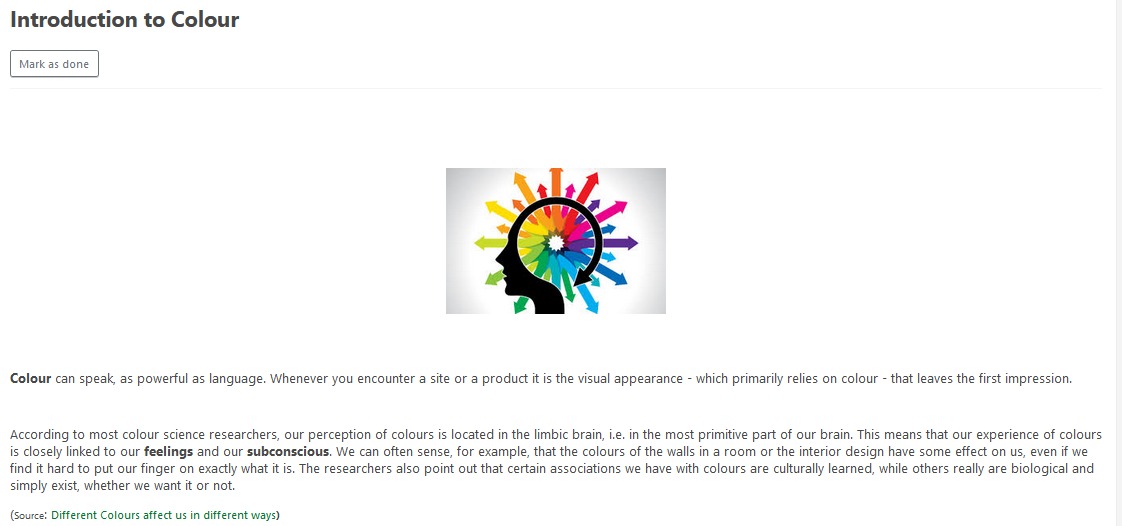 Introduction to Colour
Mark as done
Colour can speak, as powerful as language. Whenever you encounter a site or a product it is the visual appearance - which primarily relies on colour - that leaves the first impression.
According to most colour science researchers, our perception of colours is located in the limbic brain, i.e. in the most primitive part of our brain. This means that our experience of colours
is closely linked to our feelings and our subconscious. We can often sense, for example, that the colours of the walls in a room or the interior design have some effect on us, even if we
find it hard to put our finger on exactly what it is. The researchers also point out that certain associations we have with colours are culturally learned, while others really are biological and
simply exist, whether we want it or not.
(Source: Different Colours affect us in different ways)